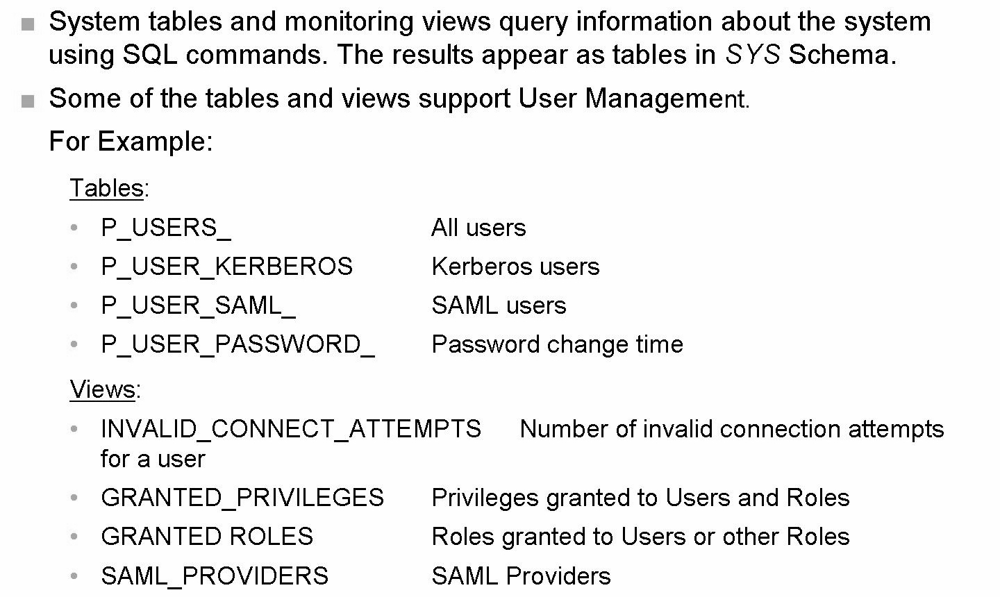 System tables and monitoring views query information about the system
using SQL commands. The results appear as tables in SYS Schema.
Some of the tables and views support User Management.
For Example:
Tables:
• P_USERS_ All users
• P_USER_KERBEROS Kerberos users
• P_USER_SAML_ SAML users
• P_USER_PASSWORD_ Password change time
Views:
• INVALID_CONNECT_ATTEMPTS Number of invalid connection attempts
for a user
• GRANTED_PRIVILEGES Privileges granted to Users and Roles
• GRANTED ROLES Roles granted to Users or other Roles
• SAML_PROVIDERS SAML Providers